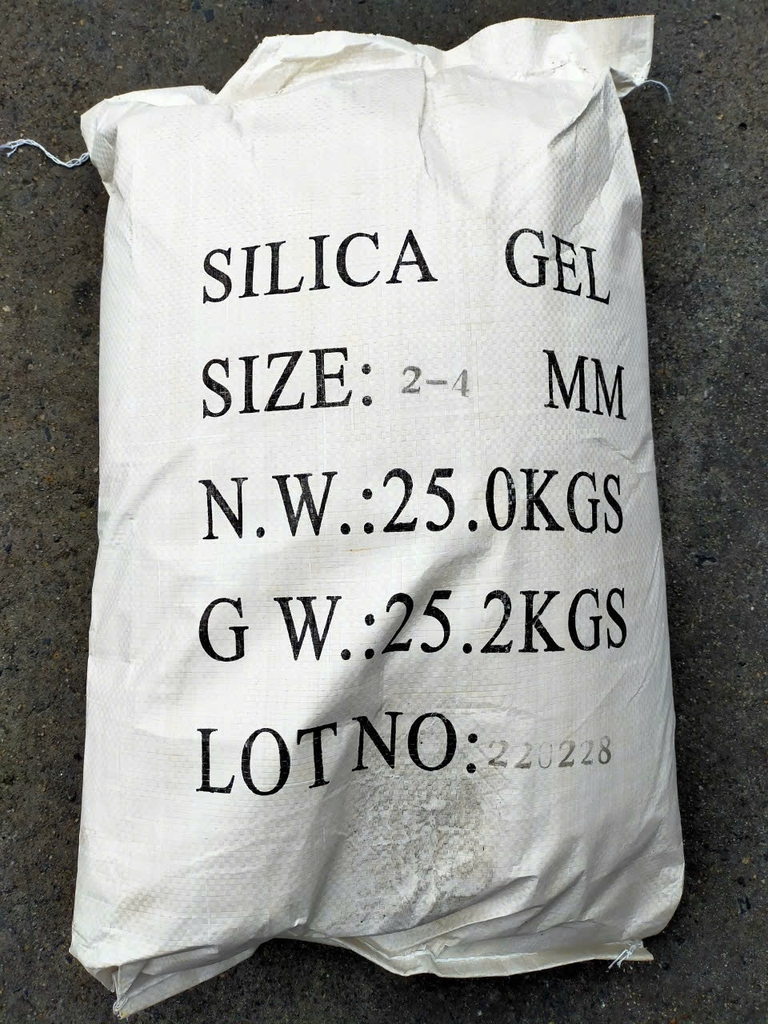 SILICA GEL
SIZE: 2-4 MM
N.W.:25.0KGS
G W.:25.2KGS
LOT NO: 220228